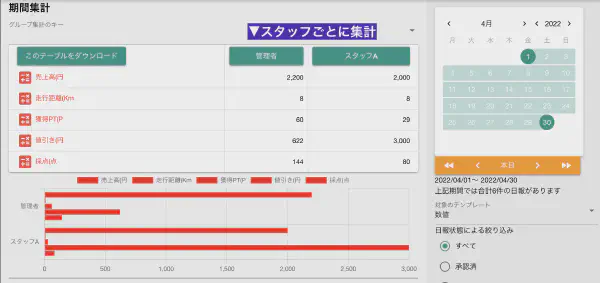 期間集計
グループ集計のキー
▼スタッフごとに集計
このテーブルをダウンロード 管理者 スタッフA
売上高|円 2,200 2,000
走行距離|Km 8 8
獲得PT|P 60 29
値引き|円 622 3,000
採点|点 144 80
売上高|円 走行距離|Km 獲得PT|P 値引き|円 採点|点
管理者
スタッフA
0 500 1,000 1,500 2,000 2,500 3,000
4月 2022
月 火 水 木 金 土 日
1 2 3
4 5 6 7 8 9 10
11 12 13 14 15 16 17
18 19 20 21 22 23 24
25 26 27 28 29 30
本日
2022/04/01〜 2022/04/30
上記期間では合計6件の日報があります
対象のテンプレート
数値
日報状態による絞り込み
すべて
承認済